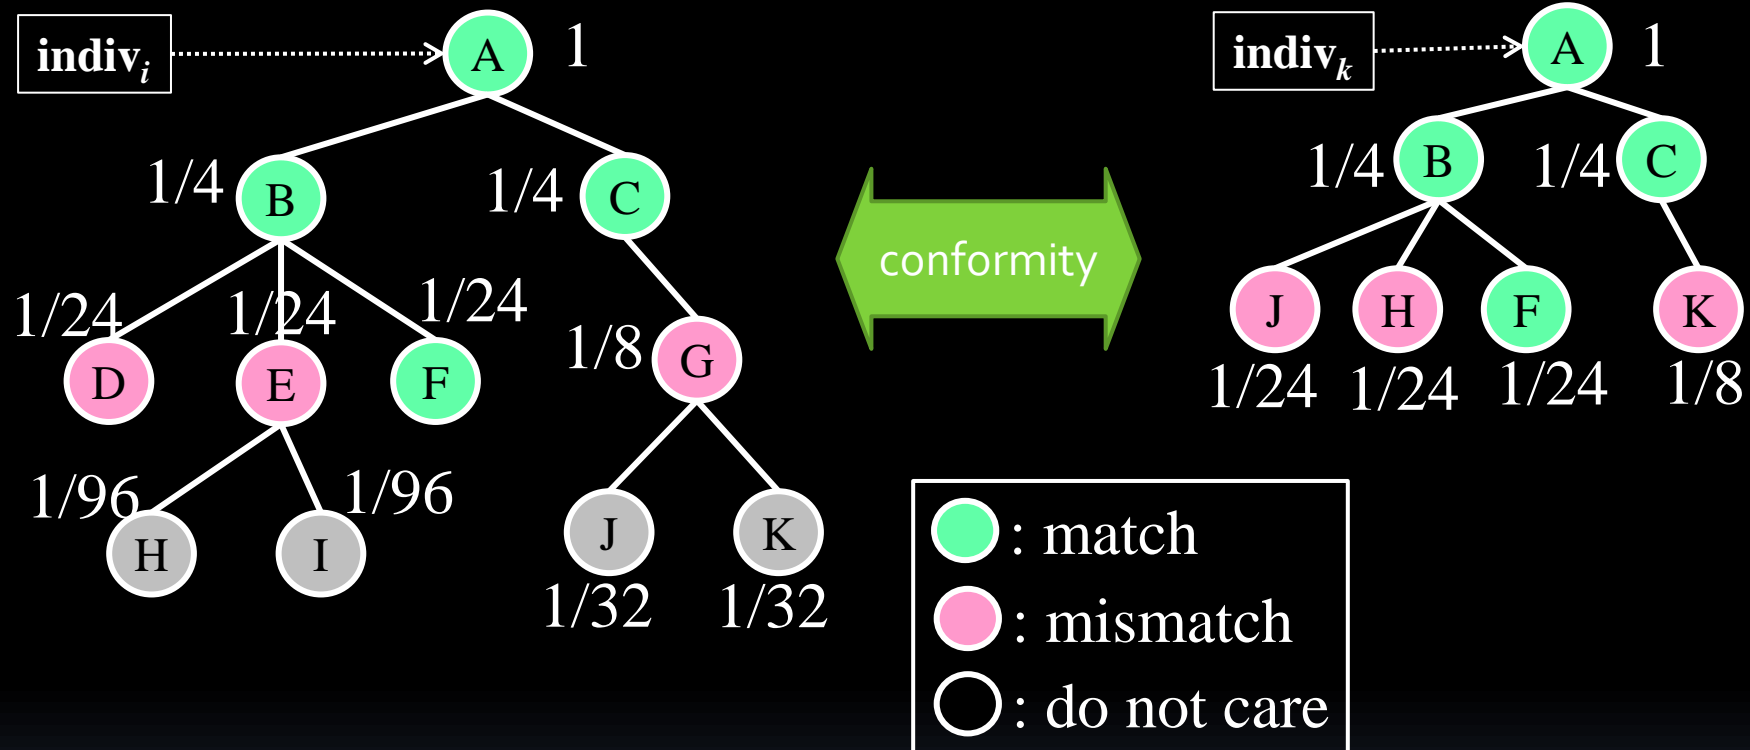 indivᵢ
A
1
1/4
B
1/4
C
1/24
1/24
1/24
1/8
D
E
F
G
1/96
1/96
H
I
J
K
1/32
1/32
conformity
indivₖ
A
1
1/4
B
1/4
C
J
H
F
K
1/24
1/24
1/24
1/8
: match
: mismatch
: do not care